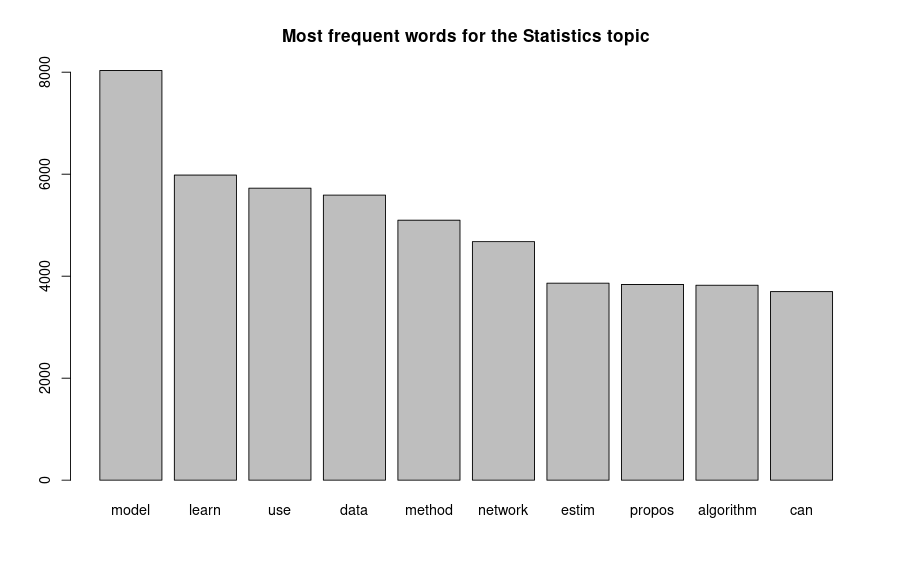 Most frequent words for the Statistics topic
8000
6000
4000
2000
0
model learn use data method network estim propos algorithm can